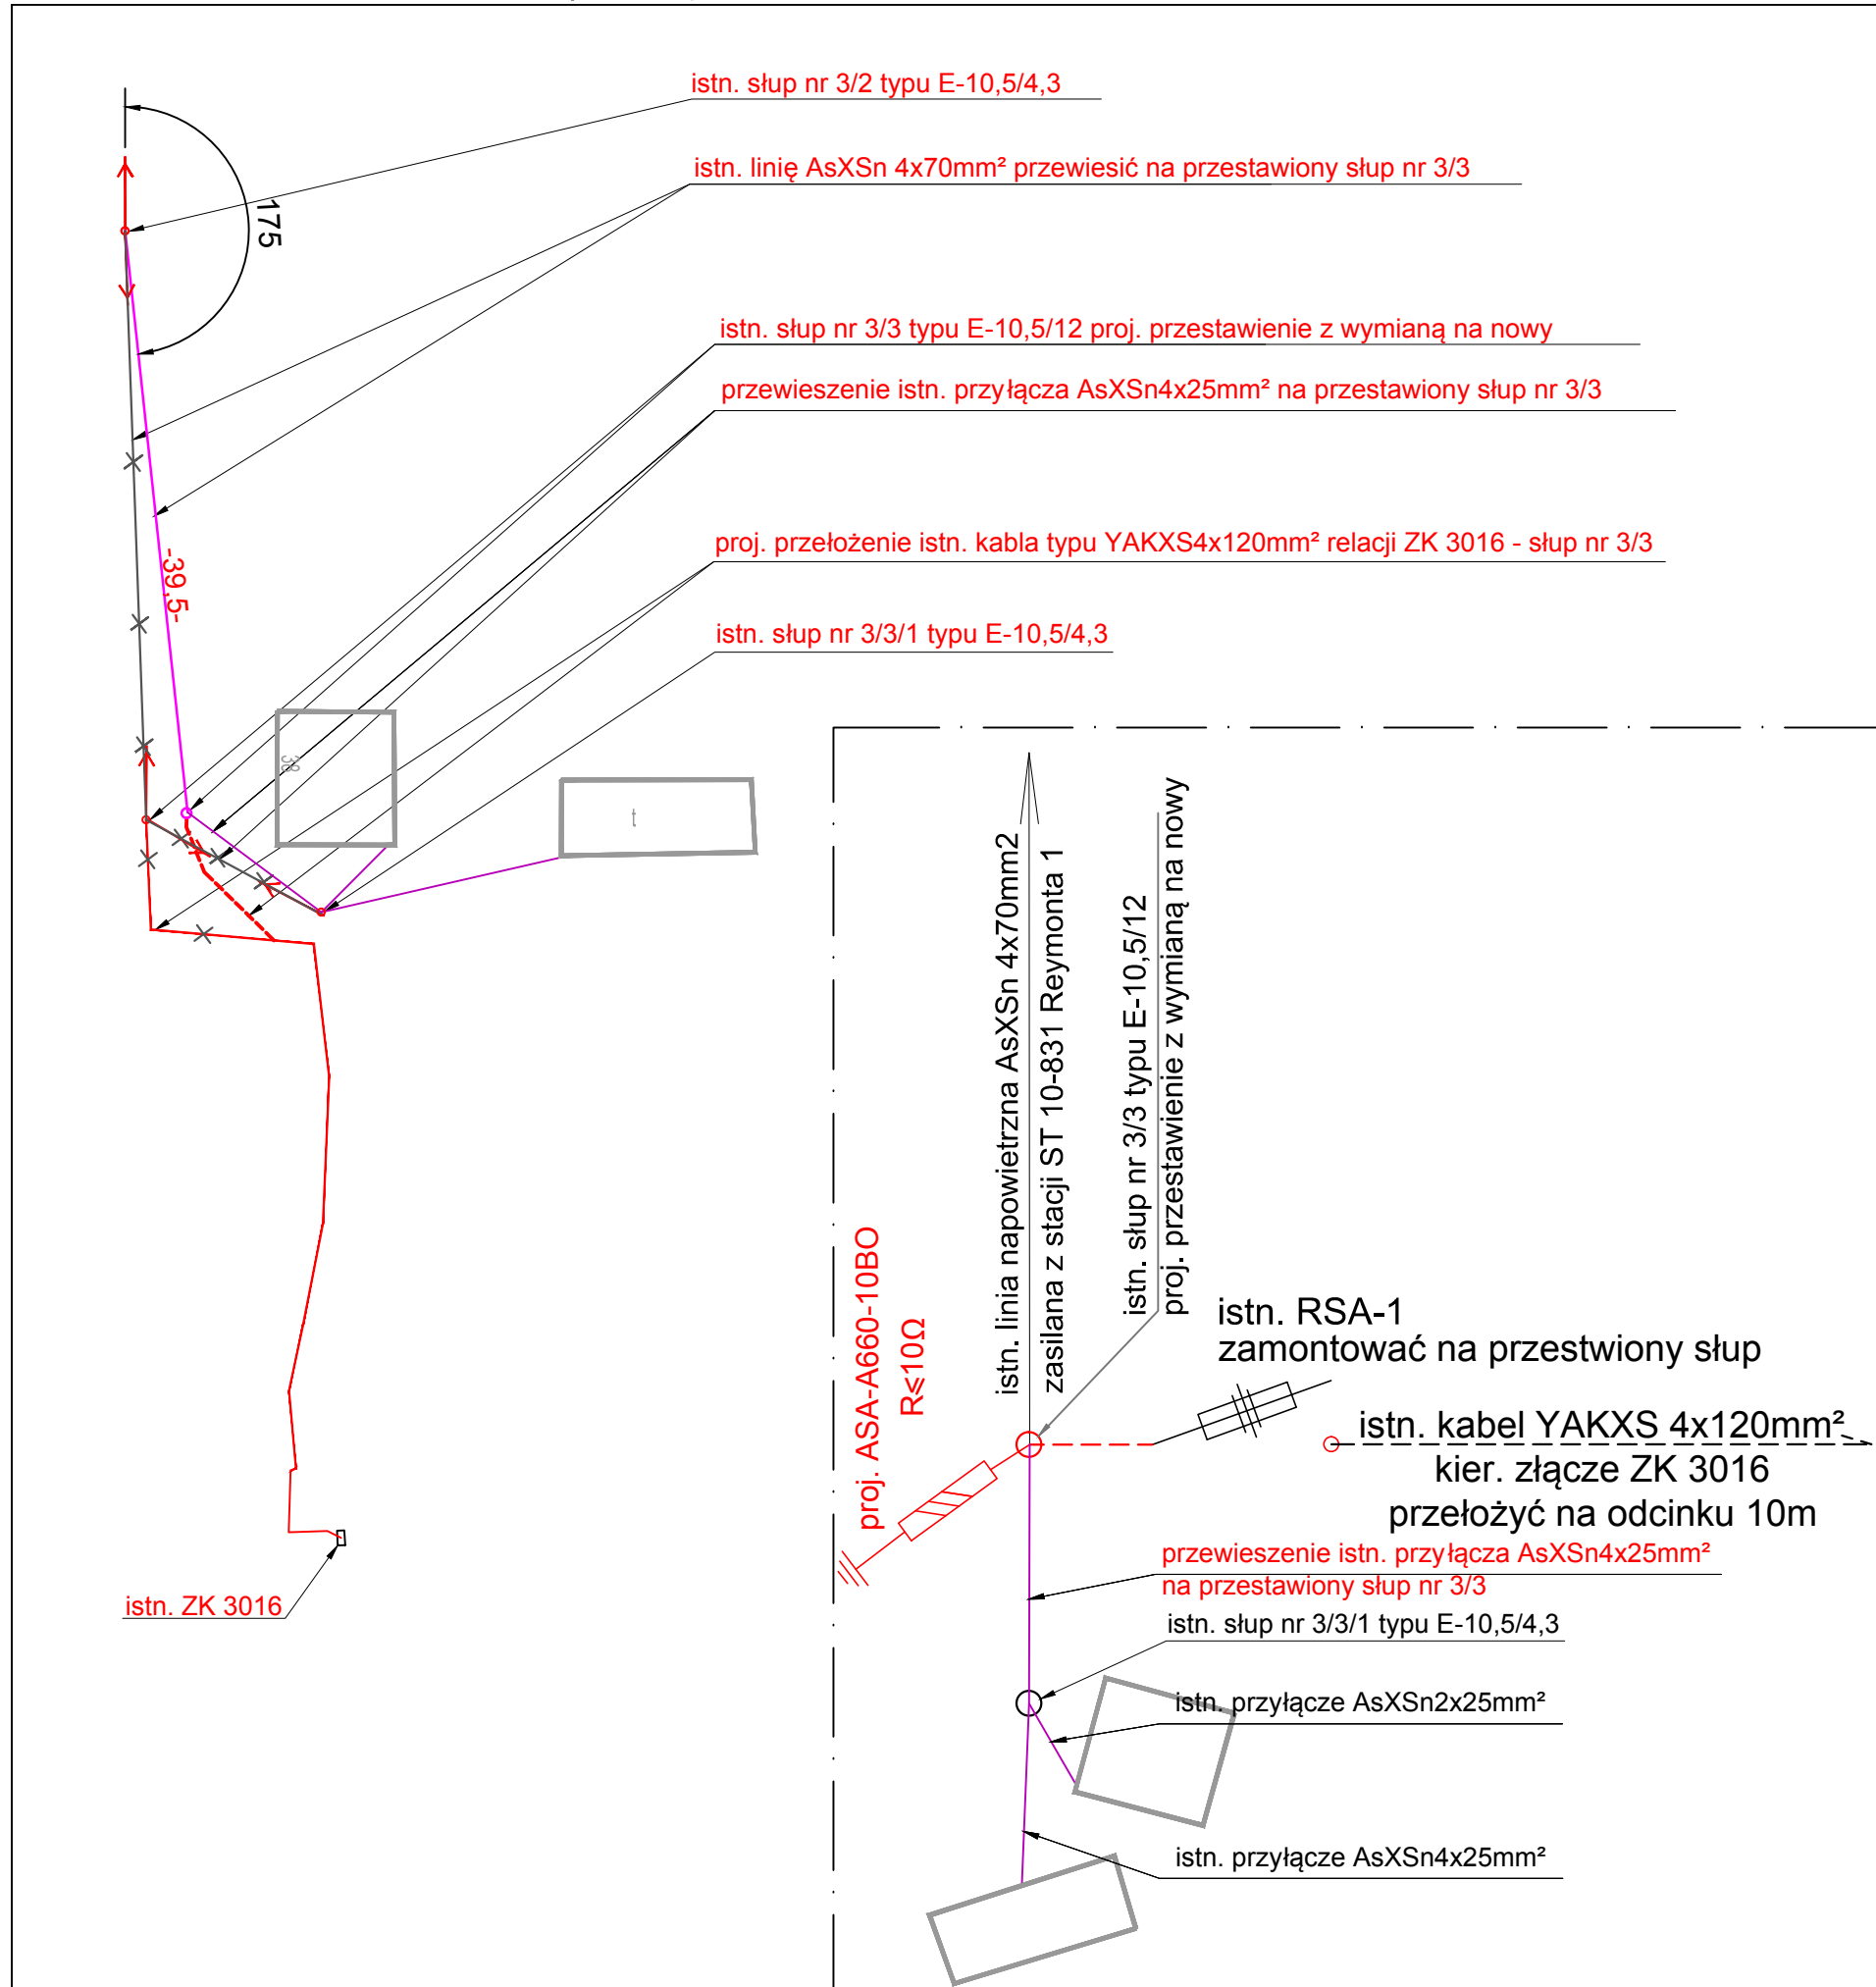 istn. słup nr 3/2 typu E-10,5/4,3
istn. linię AsXSn 4x70mm² przewiesić na przestawiony słup nr 3/3
175
istn. słup nr 3/3 typu E-10,5/12 proj. przestawienie z wymianą na nowy
przewieszenie istn. przyłącza AsXSn4x25mm² na przestawiony słup nr 3/3
proj. przełożenie istn. kabla typu YAKXS4x120mm² relacji ZK 3016 - słup nr 3/3
-39,5-
istn. słup nr 3/3/1 typu E-10,5/4,3
38
t
istn. ZK 3016
proj. ASA-A660-10BO
R≤10Ω
istn. linia napowietrzna AsXSn 4x70mm2
zasilana z stacji ST 10-831 Reymonta 1
istn. słup nr 3/3 typu E-10,5/12
proj. przestawienie z wymianą na nowy
istn. RSA-1
zamontować na przestwiony słup
istn. kabel YAKXS 4x120mm²
kier. złącze ZK 3016
przełożyć na odcinku 10m
przewieszenie istn. przyłącza AsXSn4x25mm²
na przestawiony słup nr 3/3
istn. słup nr 3/3/1 typu E-10,5/4,3
istn. przyłącze AsXSn2x25mm²
istn. przyłącze AsXSn4x25mm²